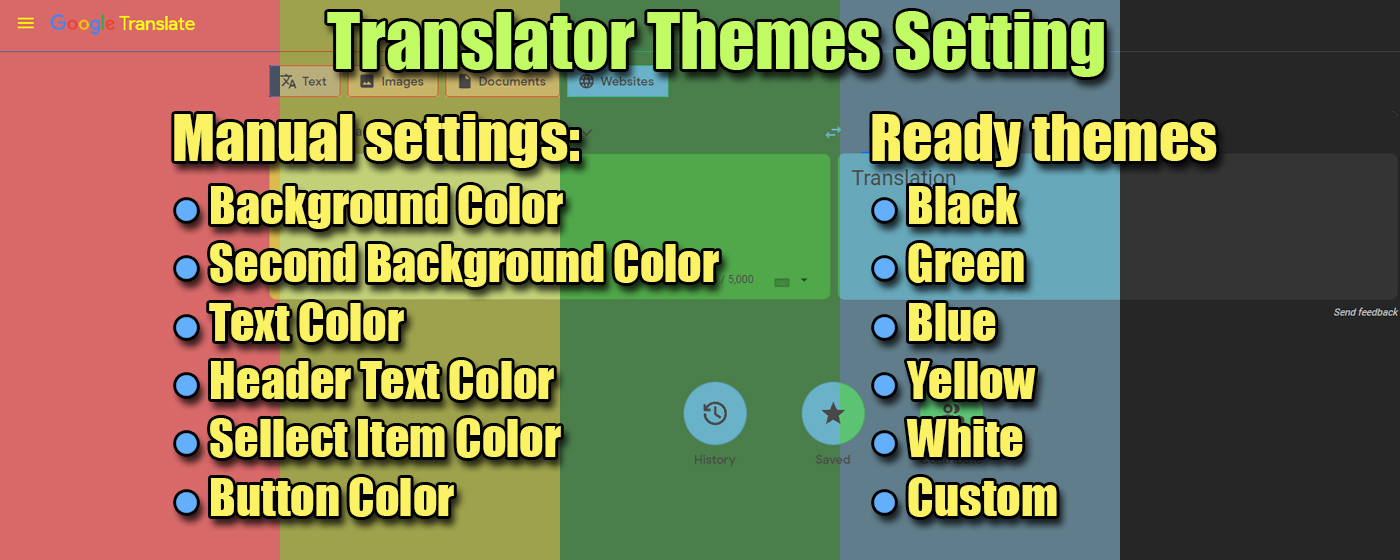 Google Translate
Translator Themes Setting
Text
Images
Documents
Websites
Manual settings:
Background Color
Second Background Color
Text Color
Header Text Color
Sellect Item Color
Button Color
/ 5,000
Ready themes
Translation
Black
Green
Blue
Yellow
White
Custom
Send feedback
History
Saved